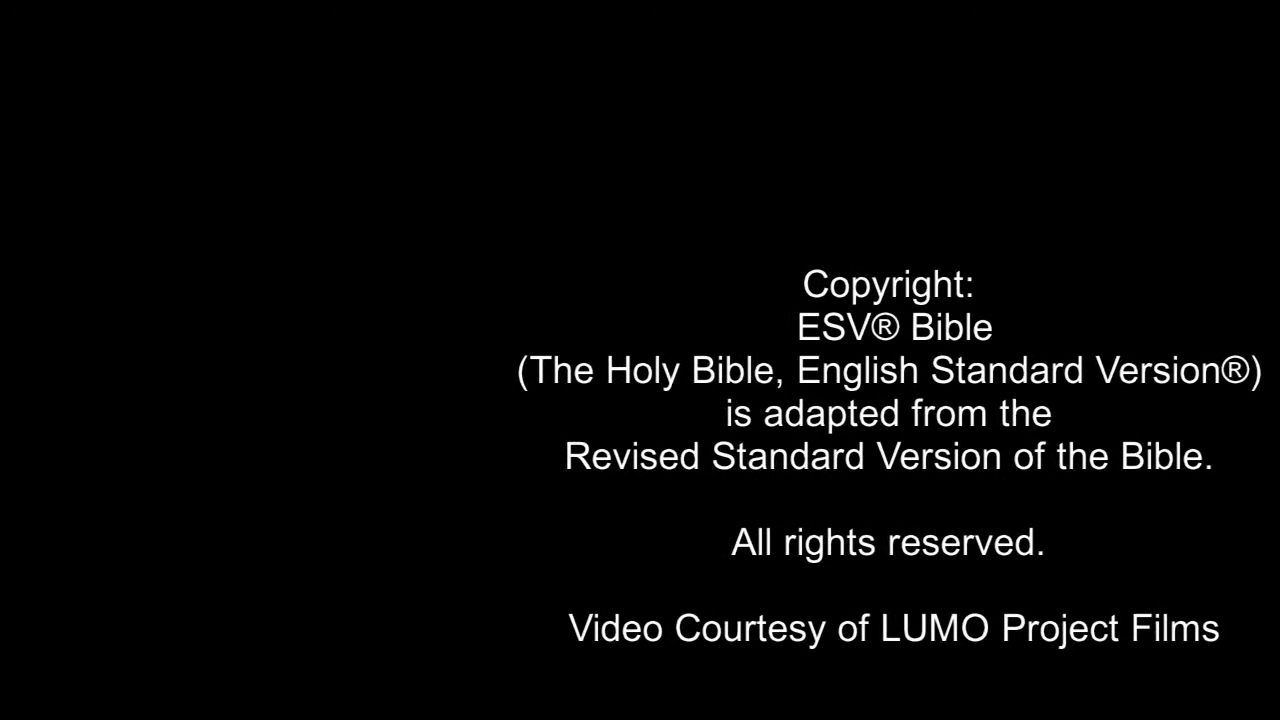 Copyright:
ESV® Bible
(The Holy Bible, English Standard Version®)
is adapted from the
Revised Standard Version of the Bible.
All rights reserved.
Video Courtesy of LUMO Project Films